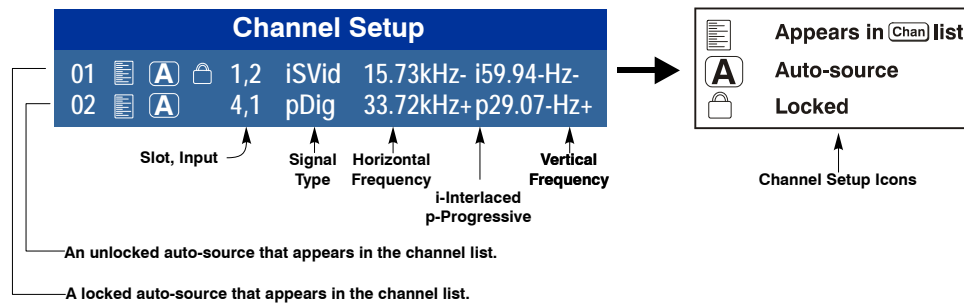 Channel Setup
01 A 1,2 iSVid 15.73kHz- i59.94-Hz-
02 A 4,1 pDig 33.72kHz+ p29.07-Hz+
Slot, Input
Signal Type
Horizontal Frequency
i-Interlaced
p-Progressive
Vertical Frequency
An unlocked auto-source that appears in the channel list.
A locked auto-source that appears in the channel list.
Appears in Chan list
A Auto-source
Locked
Channel Setup Icons